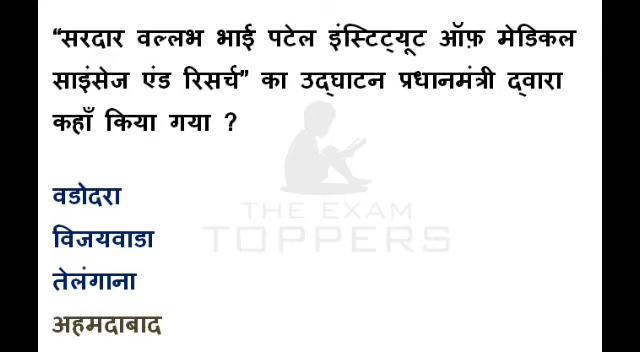 “सरदार वल्लभ भाई पटेल इंस्टिट्यूट ऑफ़ मेडिकल
साइंसेज एंड रिसर्च” का उद्घाटन प्रधानमंत्री द्वारा
कहाँ किया गया ?
वडोदरा
THE EXAM
विजयवाडा
TOPPERS
तेलंगाना
अहमदाबाद